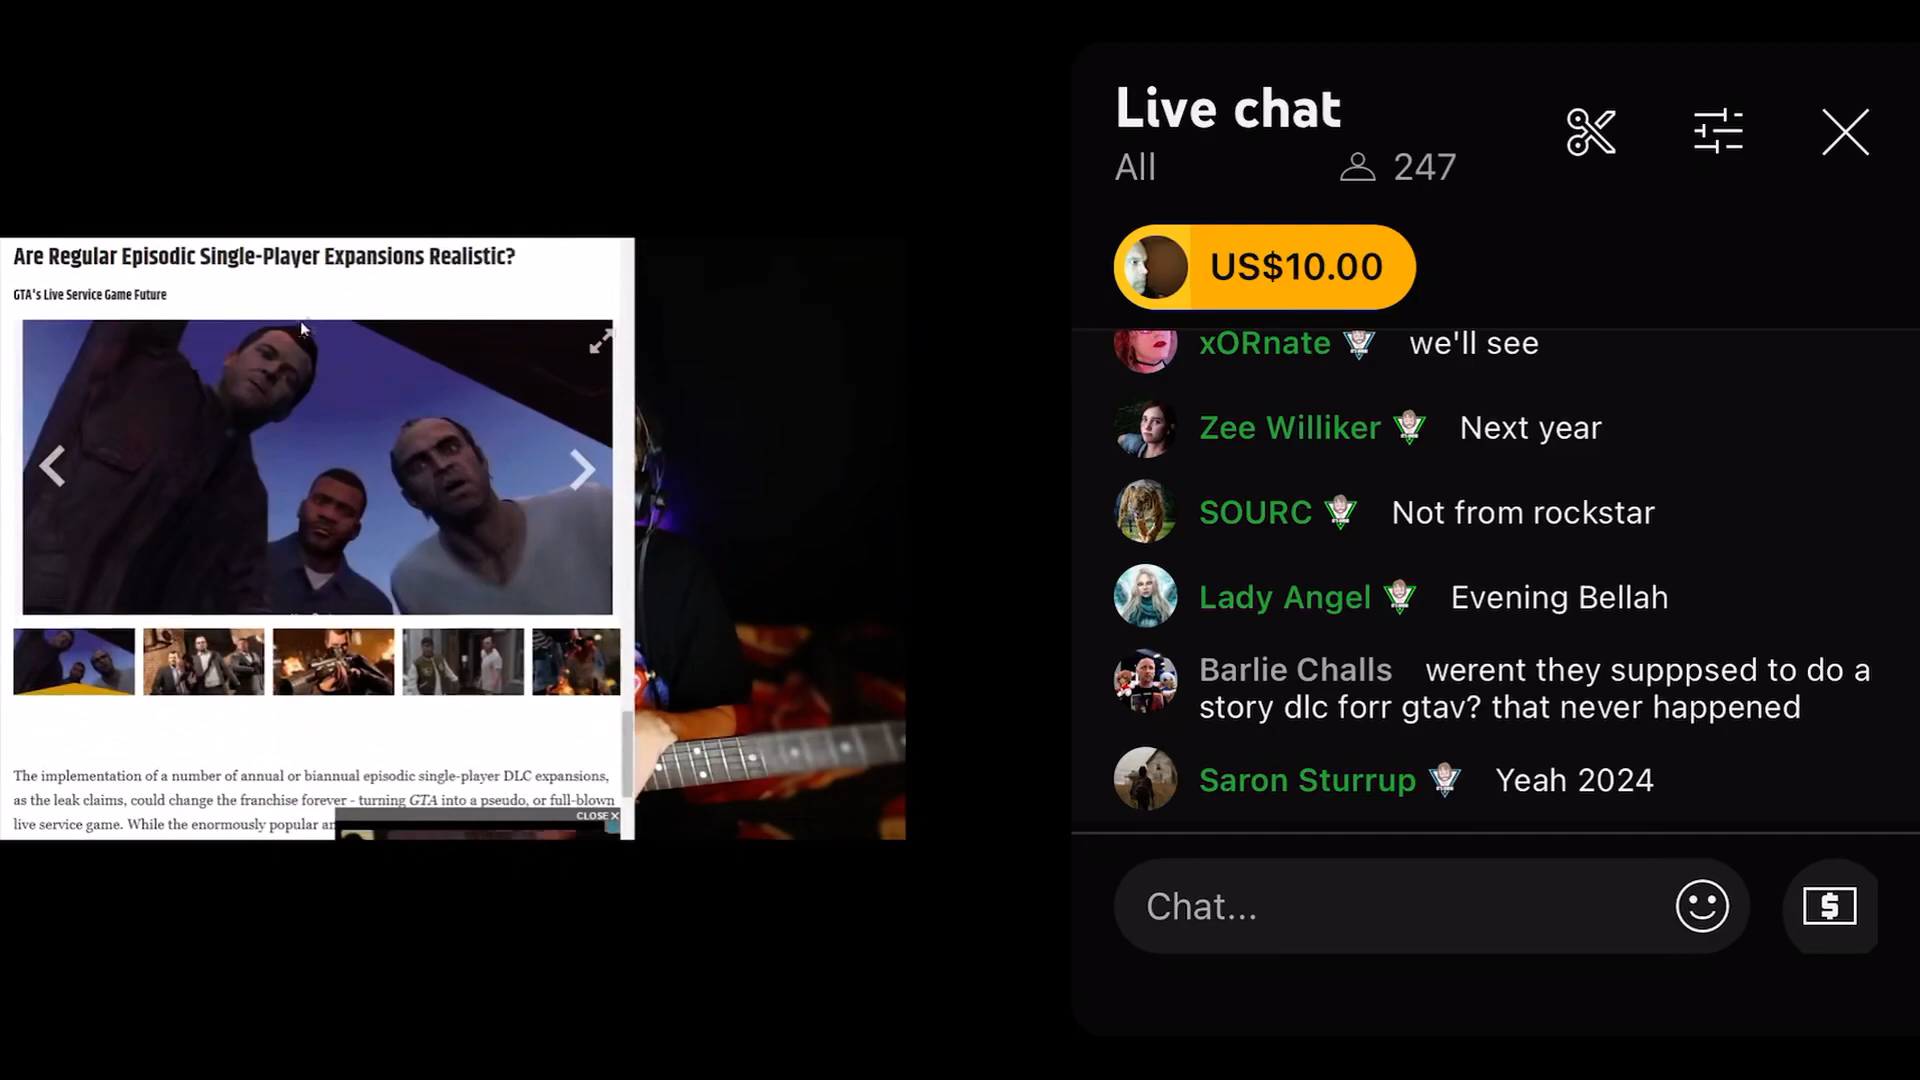 Are Regular Episodic Single-Player Expansions Realistic?
GTA's Live Service Game Future
The implementation of a number of annual or biannual episodic single-player DLC expansions,
as the leak claims, could change the franchise forever - turning GTA into a pseudo, or full-blown
live service game. While the enormously popular
CLOSE X
Live chat
All 247
US$10.00
xORnate we'll see
Zee Williker Next year
SOURC Not from rockstar
Lady Angel Evening Bellah
Barlie Challs werent they supppsed to do a
story dlc forr gtav? that never happened
Saron Sturrup Yeah 2024
Chat...
$